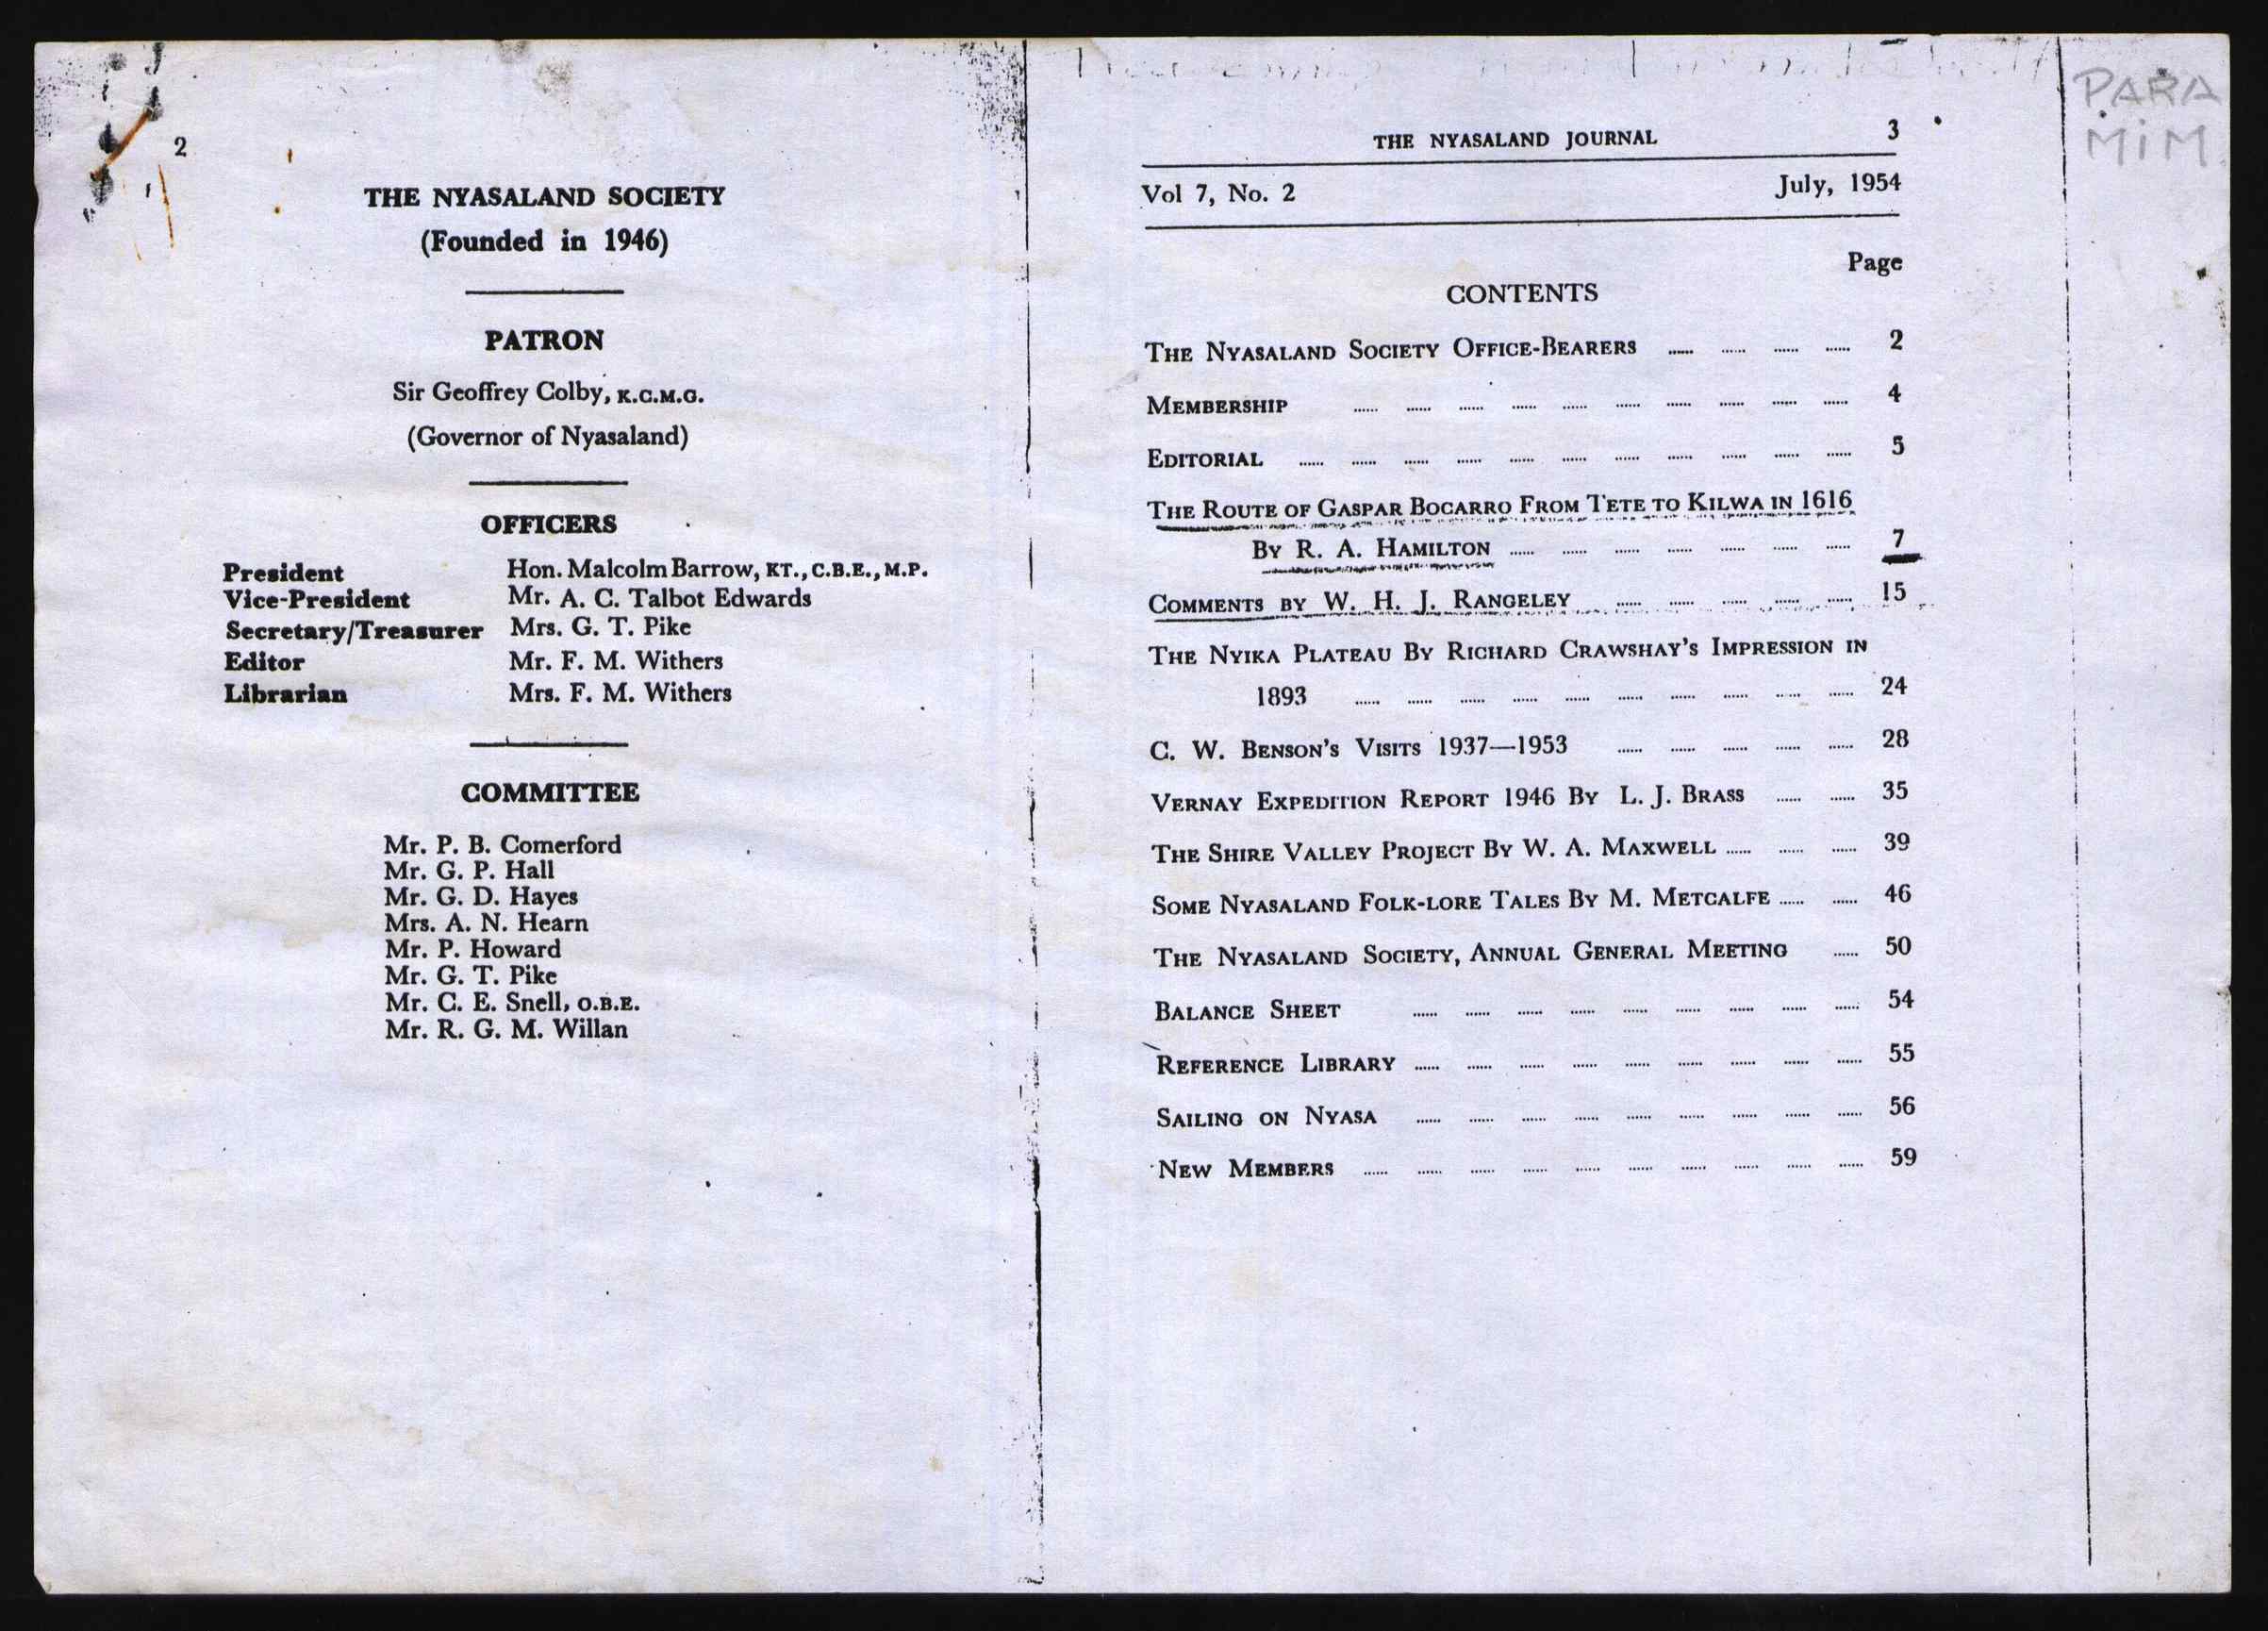 2
THE NYASALAND SOCIETY
(Founded in 1946)
PATRON
Sir Geoffrey Colby, K.C.M.G.
(Governor of Nyasaland)
OFFICERS
President Hon. Malcolm Barrow, KT., C.B.E., M.P.
Vice-President Mr. A. C. Talbot Edwards
Secretary/Treasurer Mrs. G. T. Pike
Editor Mr. F. M. Withers
Librarian Mrs. F. M. Withers
COMMITTEE
Mr. P. B. Comerford
Mr. G. P. Hall
Mr. G. D. Hayes
Mrs. A. N. Hearn
Mr. P. Howard
Mr. G. T. Pike
Mr. C. E. Snell, O.B.E.
Mr. R. G. M. Willan
PARA
MIM
THE NYASALAND JOURNAL 3
Vol 7, No. 2 July, 1954
Page
CONTENTS
THE NYASALAND SOCIETY OFFICE-BEARERS ...... ...... ...... ...... 2
MEMBERSHIP ...... ...... ...... ...... ...... ...... ...... ...... ...... ...... 4
EDITORIAL ...... ...... ...... ...... ...... ...... ...... ...... ...... ...... ...... 5
THE ROUTE OF GASPAR BOCARRO FROM TETE TO KILWA IN 1616
BY R. A. HAMILTON ...... ...... ...... ...... ...... ...... ...... 7
COMMENTS BY W. H. J. RANGELEY ...... ...... ...... ...... ...... 15
THE NYIKA PLATEAU BY RICHARD CRAWSHAY'S IMPRESSION IN
1893 ...... ...... ...... ...... ...... ...... ...... ...... ...... ...... 24
C. W. BENSON'S VISITS 1937—1953 ...... ...... ...... ...... ...... 28
VERNAY EXPEDITION REPORT 1946 BY L. J. BRASS ...... ...... 35
THE SHIRE VALLEY PROJECT BY W. A. MAXWELL ...... ...... ...... 39
SOME NYASALAND FOLK-LORE TALES BY M. METCALFE ...... ...... 46
THE NYASALAND SOCIETY, ANNUAL GENERAL MEETING ...... 50
BALANCE SHEET ...... ...... ...... ...... ...... ...... ...... ...... ...... 54
REFERENCE LIBRARY ...... ...... ...... ...... ...... ...... ...... ...... ...... 55
SAILING ON NYASA ...... ...... ...... ...... ...... ...... ...... ...... ...... 56
NEW MEMBERS ...... ...... ...... ...... ...... ...... ...... ...... ...... ...... 59